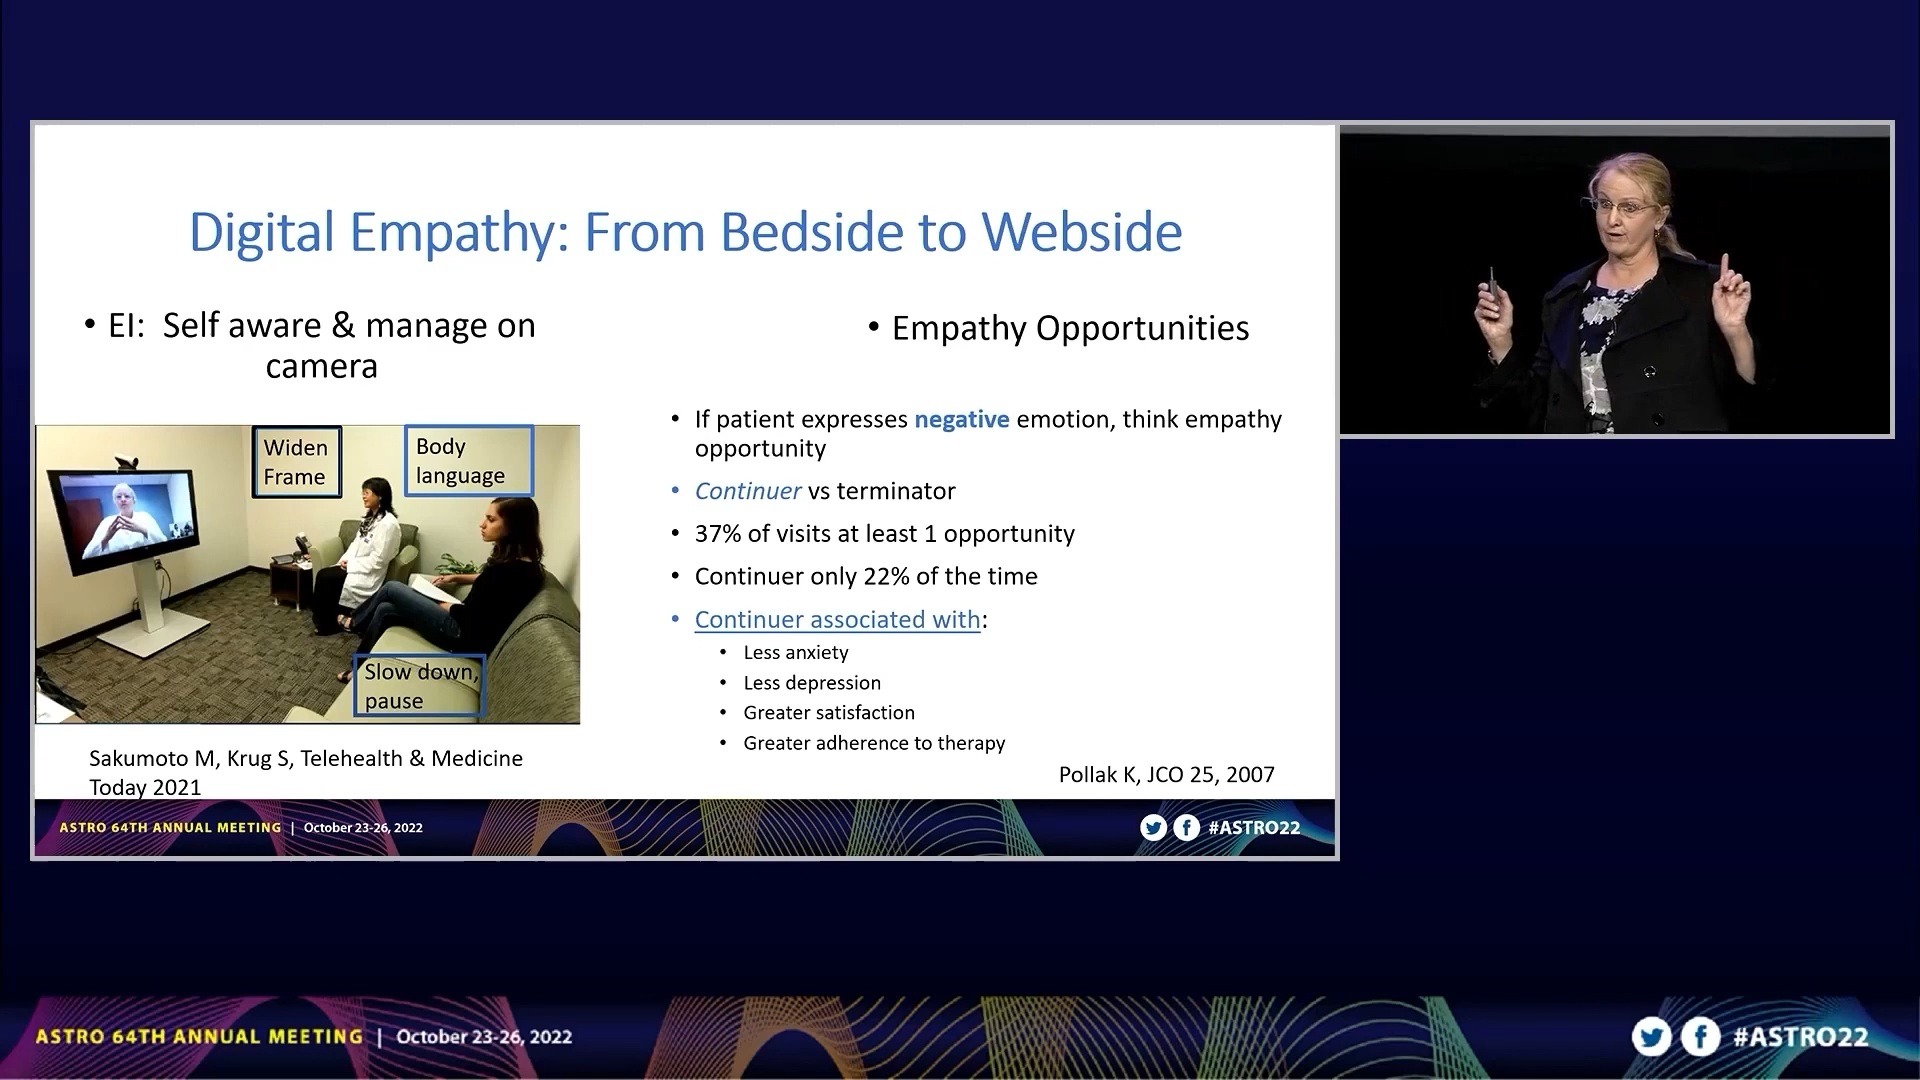 Digital Empathy: From Bedside to Webside
• EI:  Self aware & manage on
camera
Widen
Frame
Body
language
Slow down,
pause
Sakumoto M, Krug S, Telehealth & Medicine
Today 2021
• Empathy Opportunities
• If patient expresses negative emotion, think empathy
opportunity
• Continuer vs terminator
• 37% of visits at least 1 opportunity
• Continuer only 22% of the time
• Continuer associated with:
• Less anxiety
• Less depression
• Greater satisfaction
• Greater adherence to therapy
Pollak K, JCO 25, 2007
ASTRO 64TH ANNUAL MEETING | October 23-26, 2022
#ASTRO22
ASTRO 64TH ANNUAL MEETING | October 23-26, 2022
#ASTRO22